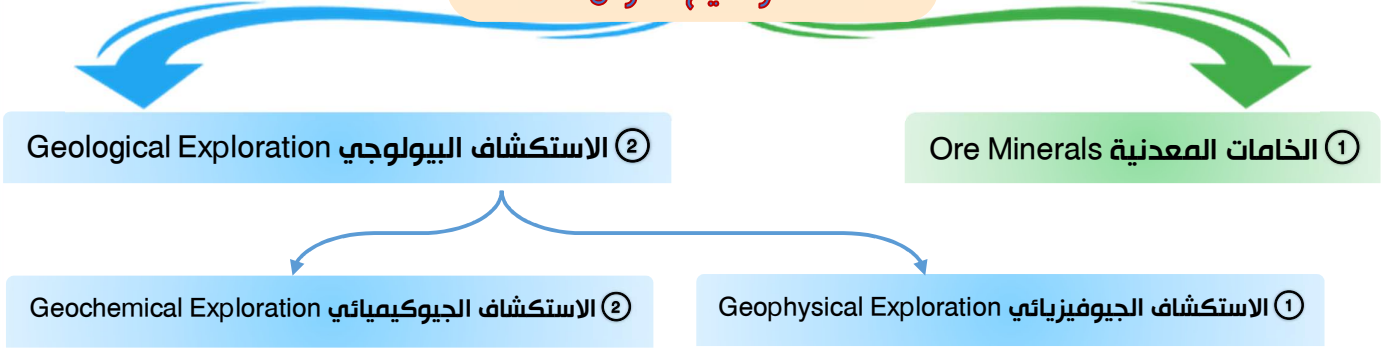 ① الخامات المعدنية Ore Minerals
② الاستكشاف البيولوجي Geological Exploration
① الاستكشاف الجيوفيزيائي Geophysical Exploration
② الاستكشاف الجيوكيميائي Geochemical Exploration